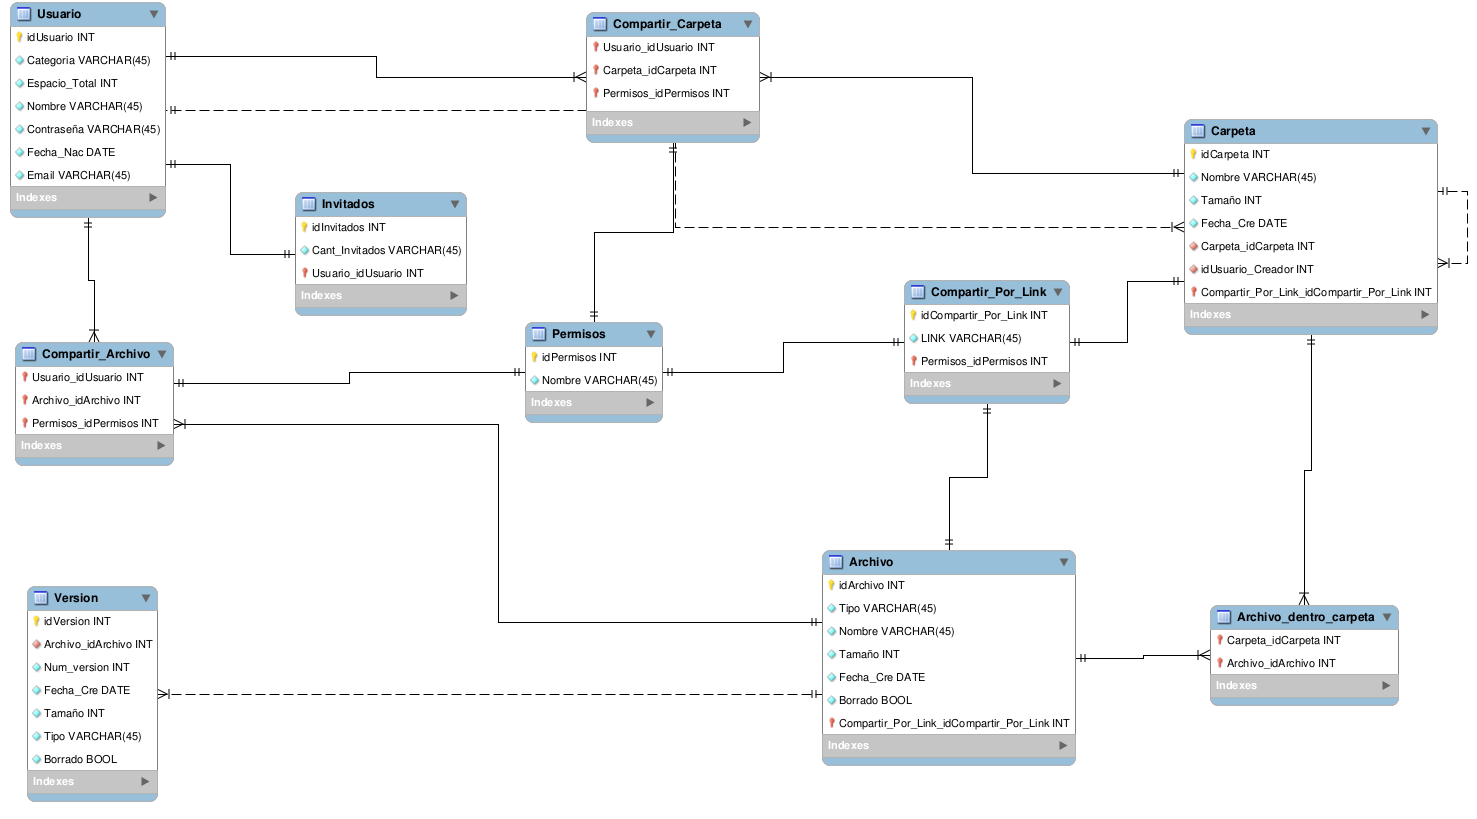 Usuario
idUsuario INT
Categoria VARCHAR(45)
Espacio_Total INT
Nombre VARCHAR(45)
Contraseña VARCHAR(45)
Fecha_Nac DATE
Email VARCHAR(45)
Indexes
Compartir_Carpeta
Usuario_idUsuario INT
Carpeta_idCarpeta INT
Permisos_idPermisos INT
Indexes
Carpeta
idCarpeta INT
Nombre VARCHAR(45)
Tamaño INT
Fecha_Cre DATE
Carpeta_idCarpeta INT
idUsuario_Creador INT
Compartir_Por_Link_idCompartir_Por_Link INT
Indexes
Invitados
idInvitados INT
Cant_Invitados VARCHAR(45)
Usuario_idUsuario INT
Indexes
Compartir_Por_Link
idCompartir_Por_Link INT
LINK VARCHAR(45)
Permisos_idPermisos INT
Indexes
Permisos
idPermisos INT
Nombre VARCHAR(45)
Indexes
Compartir_Archivo
Usuario_idUsuario INT
Archivo_idArchivo INT
Permisos_idPermisos INT
Indexes
Archivo
idArchivo INT
Tipo VARCHAR(45)
Nombre VARCHAR(45)
Tamaño INT
Fecha_Cre DATE
Borrado BOOL
Compartir_Por_Link_idCompartir_Por_Link INT
Indexes
Version
idVersion INT
Archivo_idArchivo INT
Num_version INT
Fecha_Cre DATE
Tamaño INT
Tipo VARCHAR(45)
Borrado BOOL
Indexes
Archivo_dentro_carpeta
Carpeta_idCarpeta INT
Archivo_idArchivo INT
Indexes